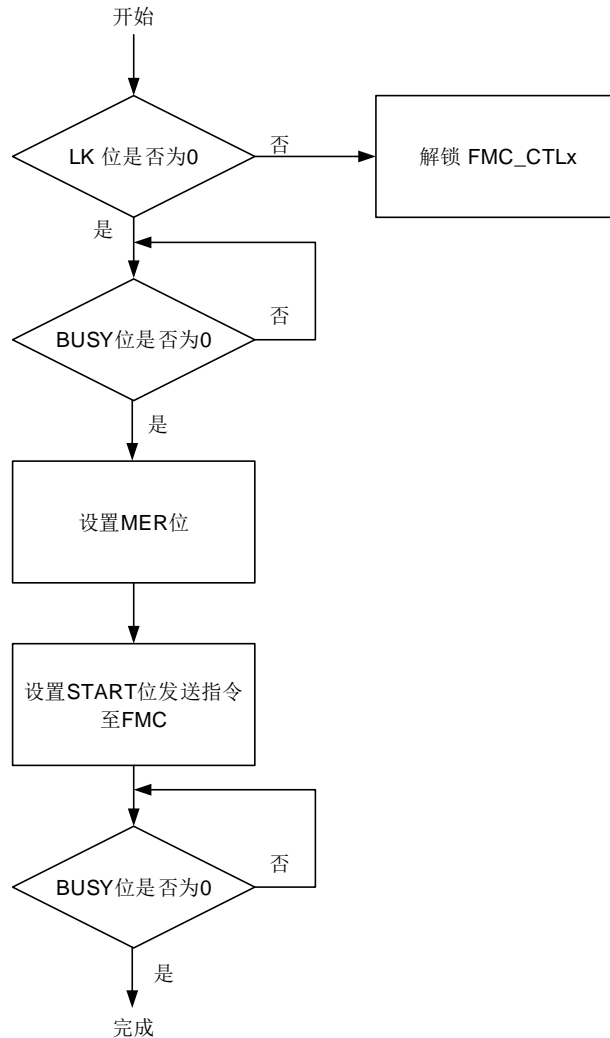 开始
LK 位是否为0
否
解锁 FMC_CTLx
是
BUSY位是否为0
否
是
设置MER位
设置START位发送指令
至FMC
BUSY位是否为0
否
是
完成